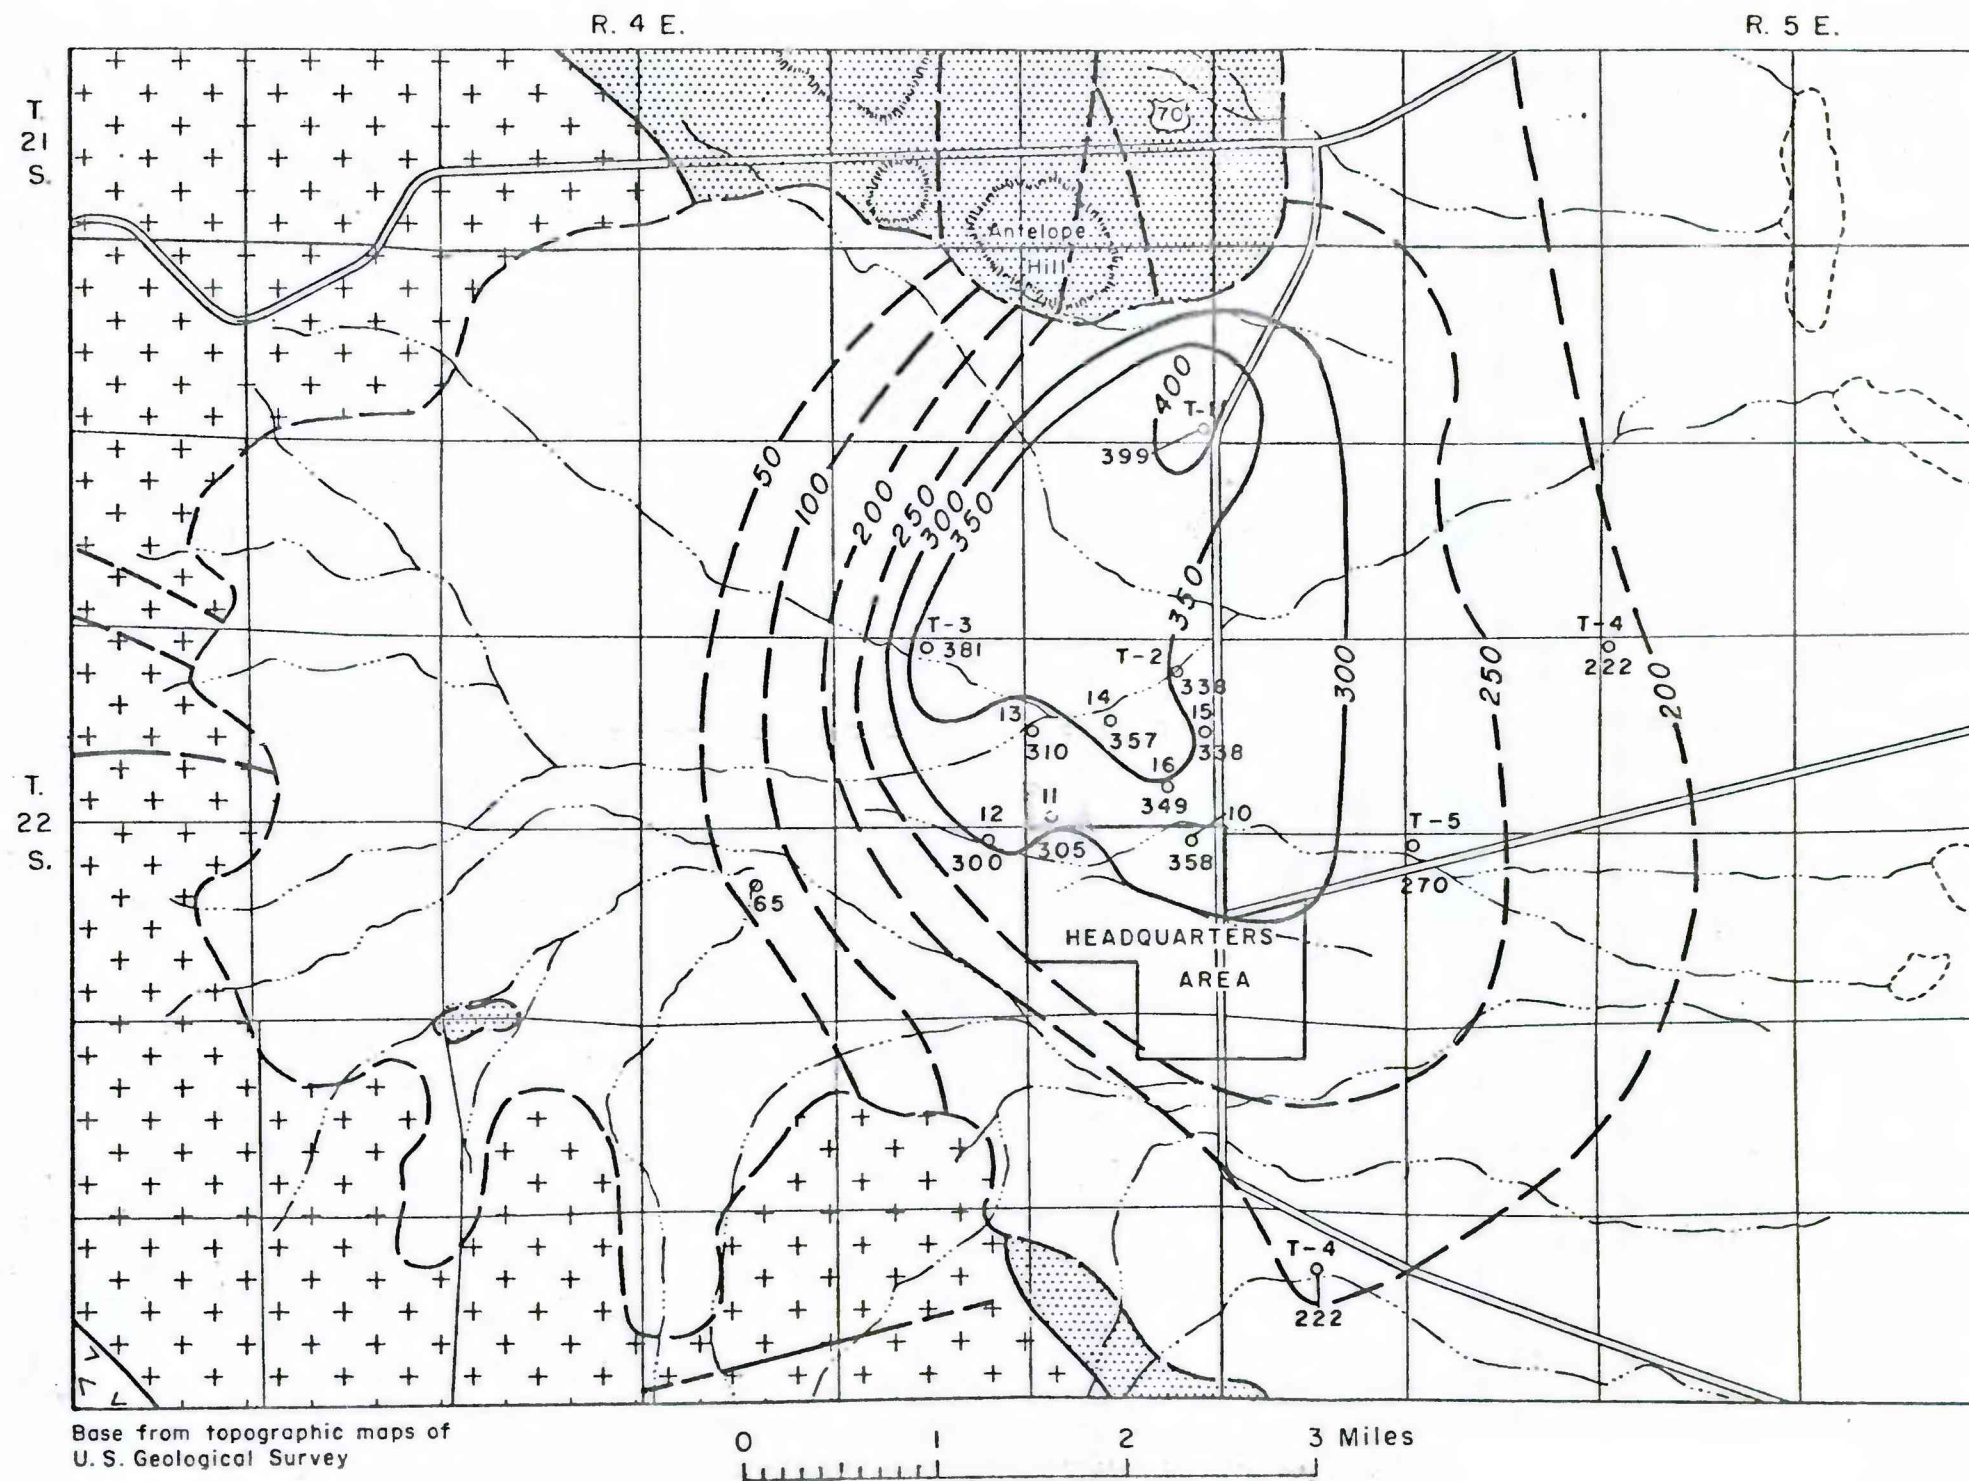 R. 4 E.
R. 5 E.
T.
21
S.
70
Antelope
Hill
400
T-1
399
50
100
200
250
300
350
350
T-3
381
T-2
338
T-4
222
300
250
200
13
310
14
357
15
338
16
349
T.
22
S.
12
300
11
305
10
358
T-5
270
65
HEADQUARTERS
AREA
T-4
222
Base from topographic maps of
U. S. Geological Survey
0 1 2 3 Miles